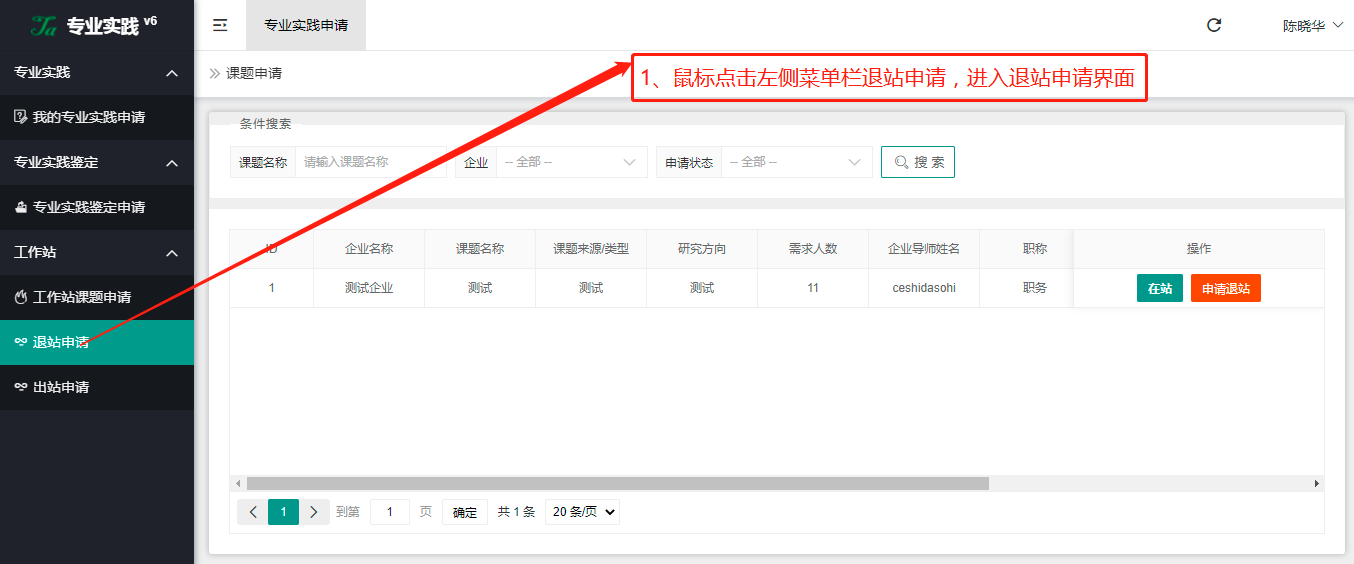 Ta 专业实践 v6
专业实践申请
陈晓华
专业实践
课题申请
1、鼠标点击左侧菜单栏退站申请，进入退站申请界面
我的专业实践申请
专业实践鉴定
专业实践鉴定申请
工作站
工作站课题申请
退站申请
出站申请
条件搜索
课题名称 请输入课题名称 企业 -- 全部 -- 申请状态 -- 全部 -- 搜 索
ID 企业名称 课题名称 课题来源/类型 研究方向 需求人数 企业导师姓名 职称 操作
1 测试企业 测试 测试 测试 11 ceshidasohi 职务 在站 申请退站
1 到第 1 页 确定 共 1 条 20 条/页